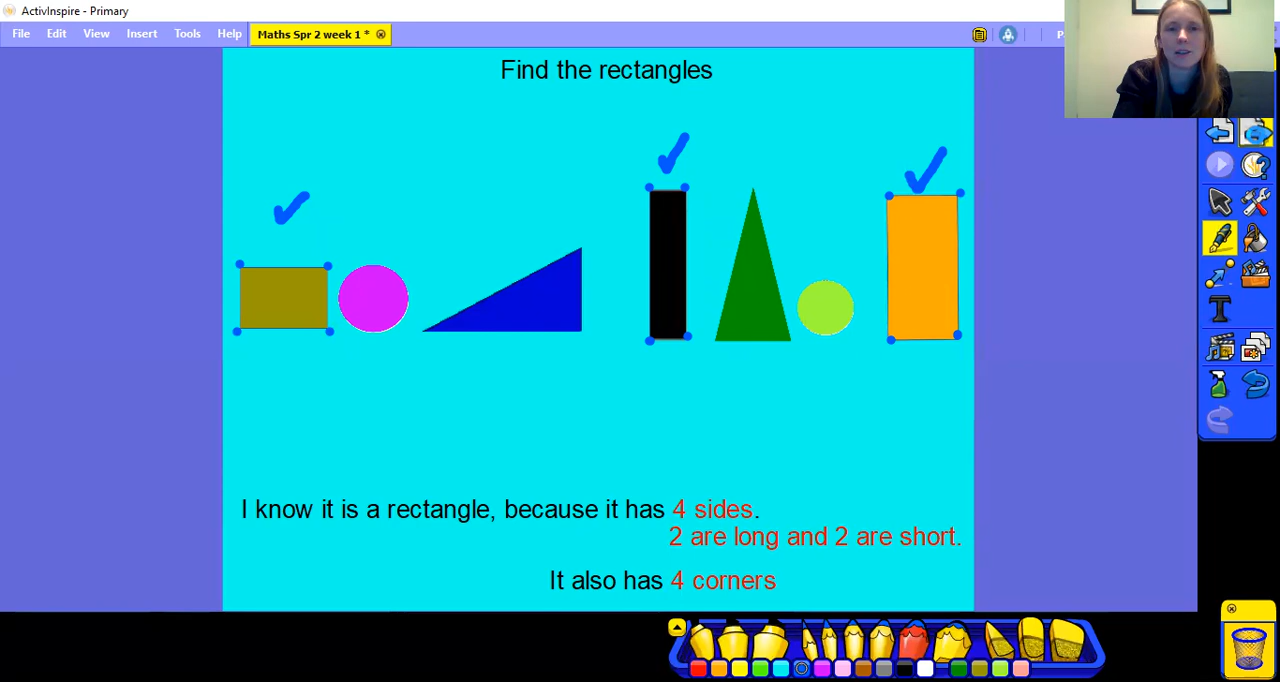 ActivInspire - Primary
File Edit View Insert Tools Help Maths Spr 2 week 1 *
Find the rectangles
I know it is a rectangle, because it has 4 sides.
2 are long and 2 are short.
It also has 4 corners